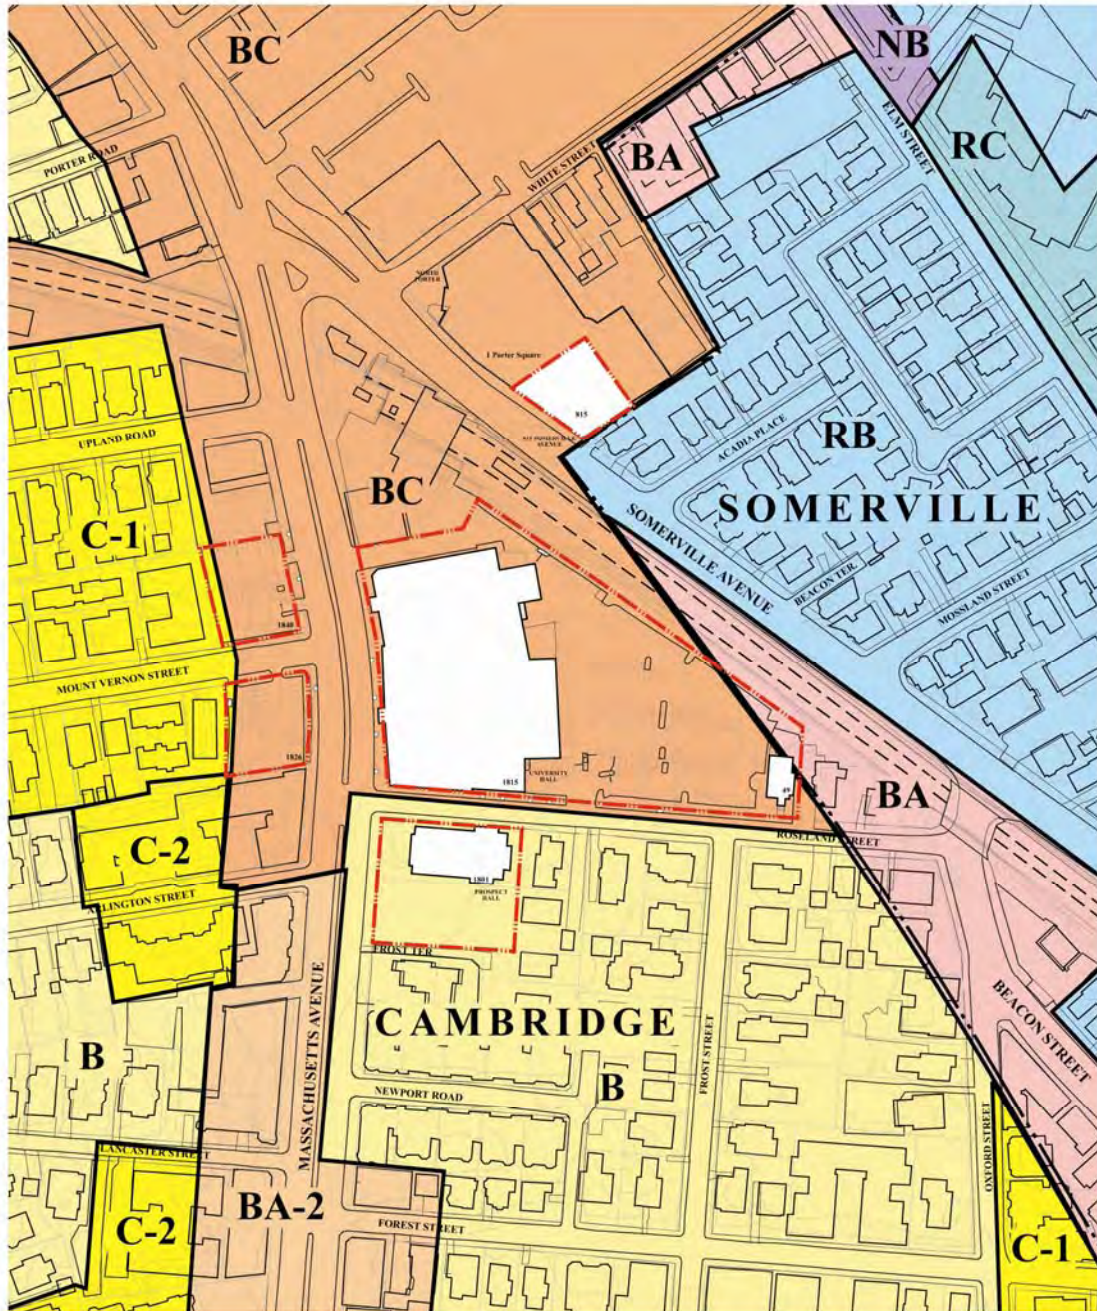 BC
NB
ELM STREET
RC
PORTER ROAD
BA
WHITE STREET
NORTH
PORTER
1 Porter Square
815
AVENUE
UPLAND ROAD
ACADIA PLACE
RB
BC
SOMERVILLE
C-1
SOMERVILLE AVENUE
BEACON TER.
MOSSLAND STREET
1840
MOUNT VERNON STREET
1826
UNIVERSITY
HALL
1815
49
BA
ROSELAND STREET
C-2
ARLINGTON STREET
1801
PROSPECT
HALL
FROST TER
MASSACHUSETTS AVENUE
CAMBRIDGE
BEACON STREET
B
B
FROST STREET
NEWPORT ROAD
OXFORD STREET
LANCASTER STREET
BA-2
C-2
FOREST STREET
C-1